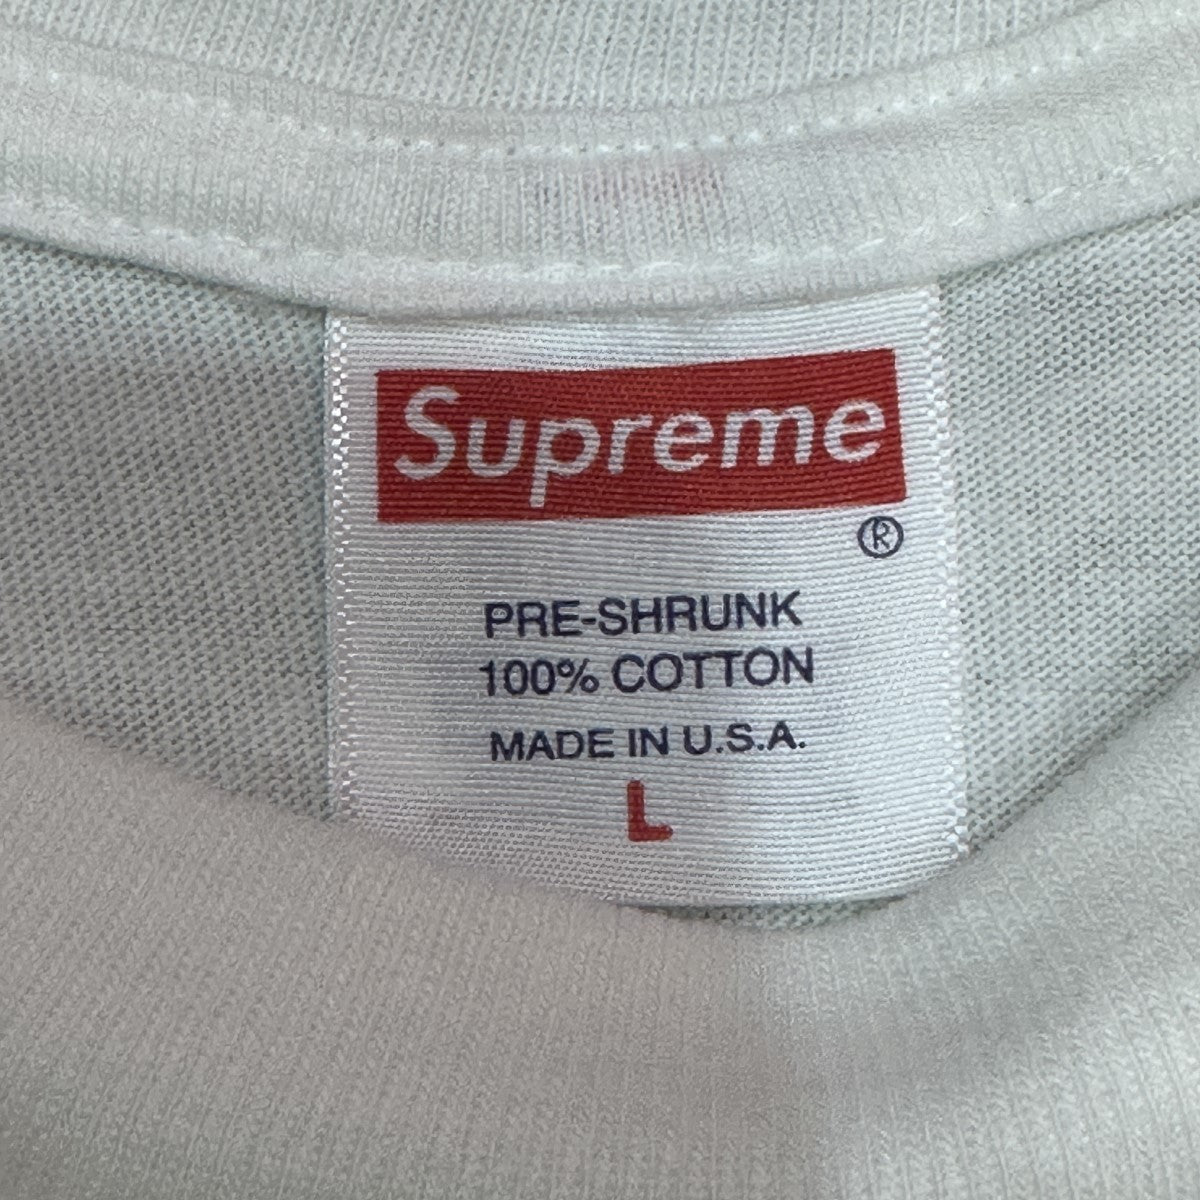 Supreme
®
PRE-SHRUNK
100% COTTON
MADE IN U.S.A.
L